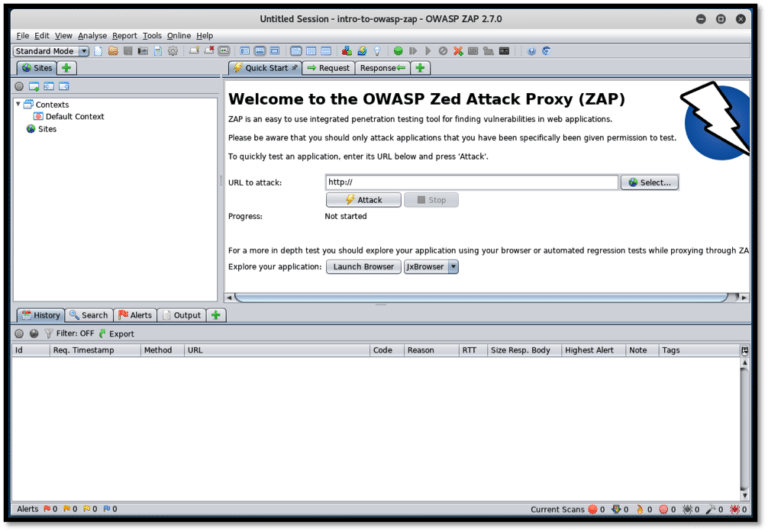 Untitled Session - intro-to-owasp-zap - OWASP ZAP 2.7.0
File Edit View Analyse Report Tools Online Help
Standard Mode
Sites
Quick Start Request Response
Contexts
Default Context
Sites
Welcome to the OWASP Zed Attack Proxy (ZAP)
ZAP is an easy to use integrated penetration testing tool for finding vulnerabilities in web applications.
Please be aware that you should only attack applications that you have been specifically been given permission to test.
To quickly test an application, enter its URL below and press 'Attack'.
URL to attack: http:// Select...
Attack Stop
Progress: Not started
For a more in depth test you should explore your application using your browser or automated regression tests while proxying through ZA
Explore your application: Launch Browser JxBrowser
History Search Alerts Output
Filter: OFF Export
Id Req. Timestamp Method URL Code Reason RTT Size Resp. Body Highest Alert Note Tags
Alerts 0 0 0 0 Current Scans 0 0 0 0 0 0 0